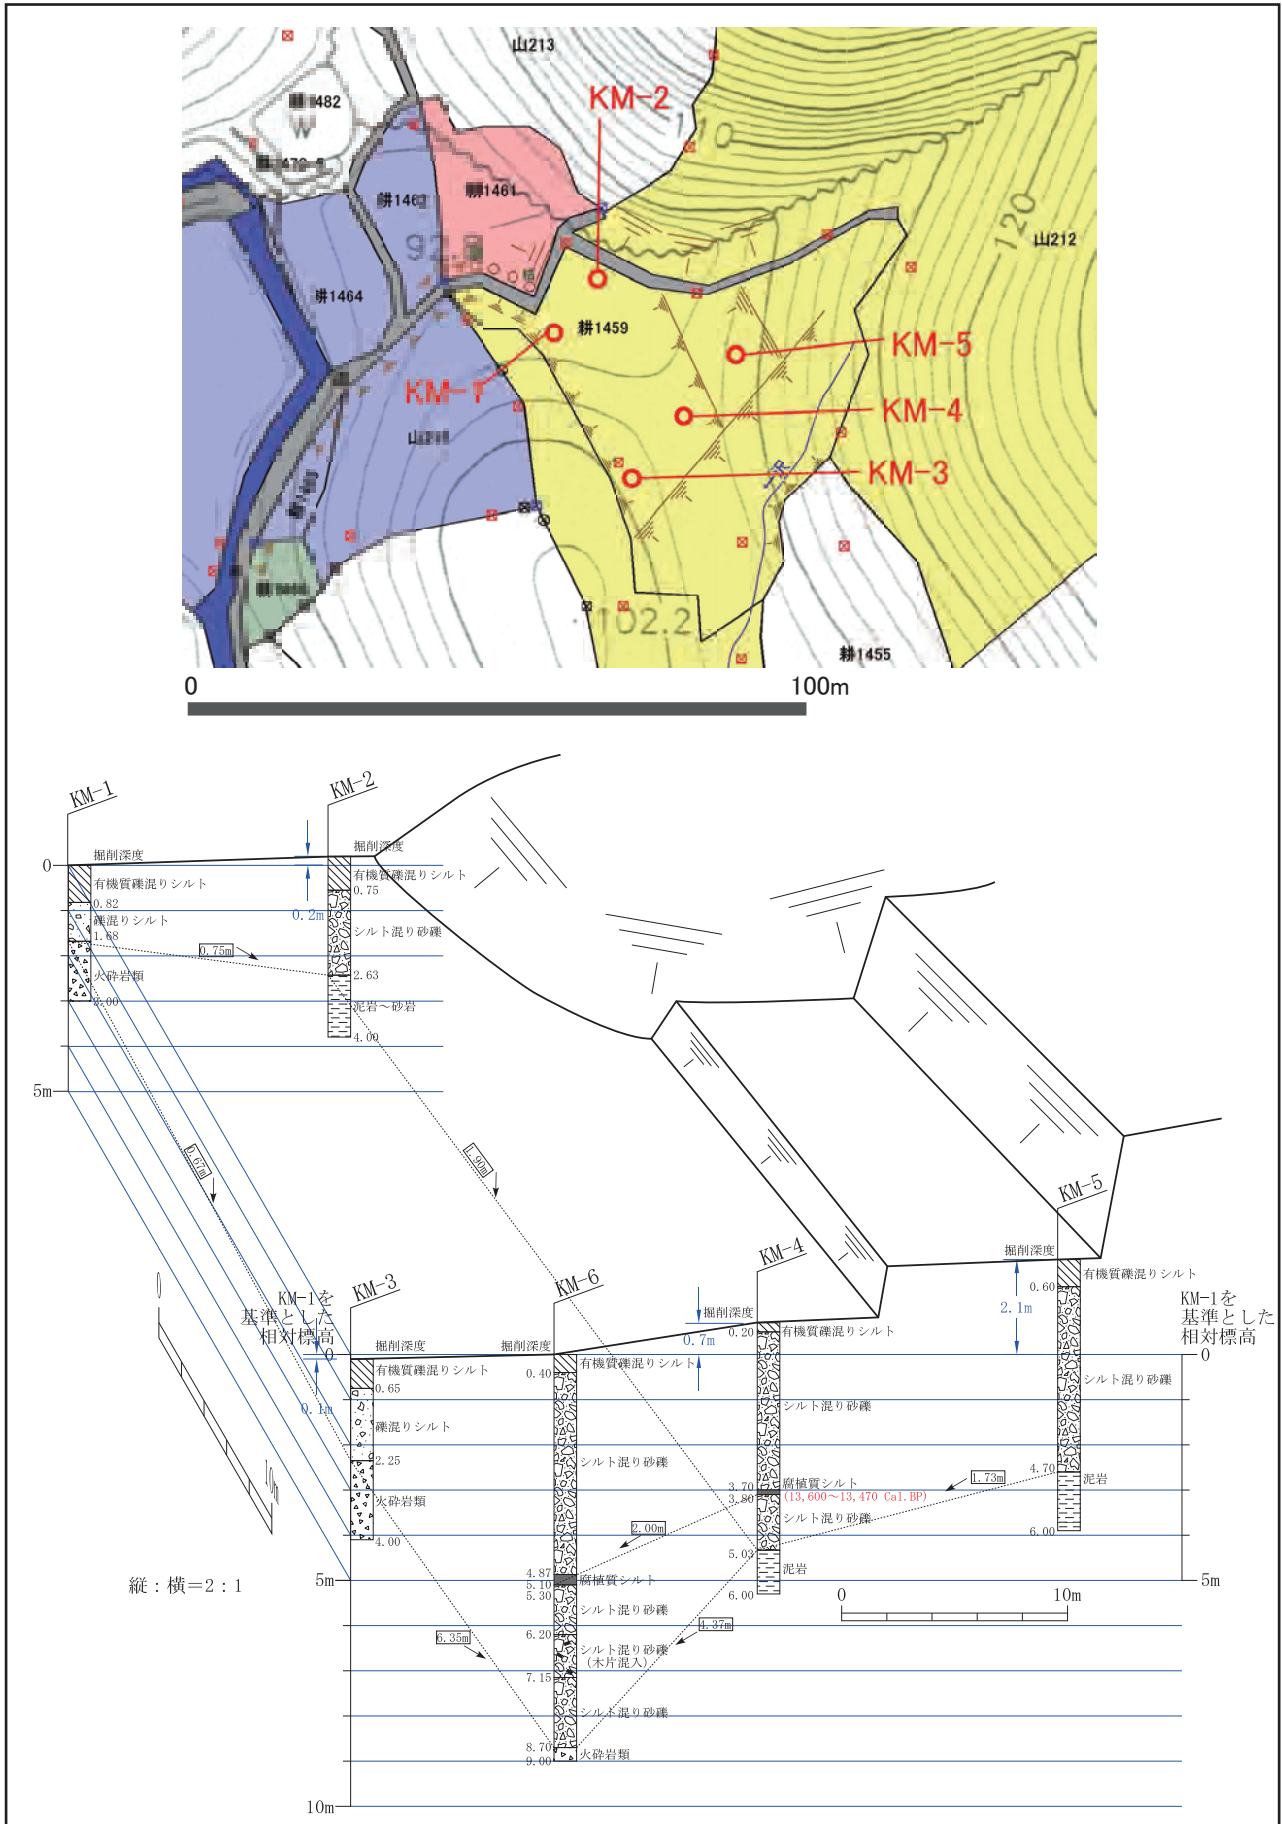 山213
482
KM-2
110
耕1461
92.8
120
山212
耕1464
耕1459
KM-5
KM-1
KM-4
沢
KM-3
102.2
耕1455
0
100m
KM-1
KM-2
掘削深度
掘削深度
0
有機質礫混りシルト
有機質礫混りシルト
0.75
0.82
0.2m
礫混りシルト
シルト混り砂礫
1.68
0.75m
火砕岩類
2.63
3.00
泥岩～砂岩
4.00
5m
0.67m
1.90m
KM-5
KM-4
掘削深度
KM-3
KM-6
有機質礫混りシルト
0.60
0
KM-1を
基準とした
相対標高
KM-1を
基準とした
相対標高
2.1m
掘削深度
掘削深度
掘削深度
0.20
有機質礫混りシルト
0.7m
0
0
有機質礫混りシルト
有機質礫混りシルト
0.40
0.65
シルト混り砂礫
0.1m
シルト混り砂礫
礫混りシルト
2.25
シルト混り砂礫
4.70
泥岩
1.73m
10m
3.70
腐植質シルト
3.80
(13,600～13,470 Cal.BP)
火砕岩類
シルト混り砂礫
2.00m
6.00
4.00
5.03
泥岩
4.87
5.10
腐植質シルト
5.30
縦：横=2：1
5m
5m
6.00
0
10m
シルト混り砂礫
6.20
4.37m
6.35m
シルト混り砂礫
(木片混入)
7.15
シルト混り砂礫
8.70
火砕岩類
9.00
10m